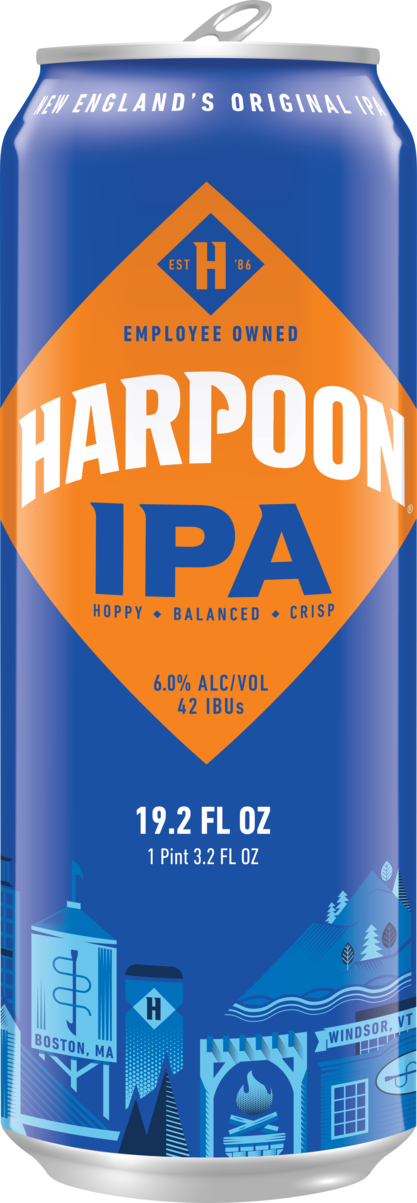 NEW ENGLAND'S ORIGINAL IPA
EST H '86
EMPLOYEE OWNED
HARPOON®
IPA
HOPPY ◆ BALANCED ◆ CRISP
6.0% ALC/VOL
42 IBUs
19.2 FL OZ
1 Pint 3.2 FL OZ
H
BOSTON, MA
WINDSOR, VT